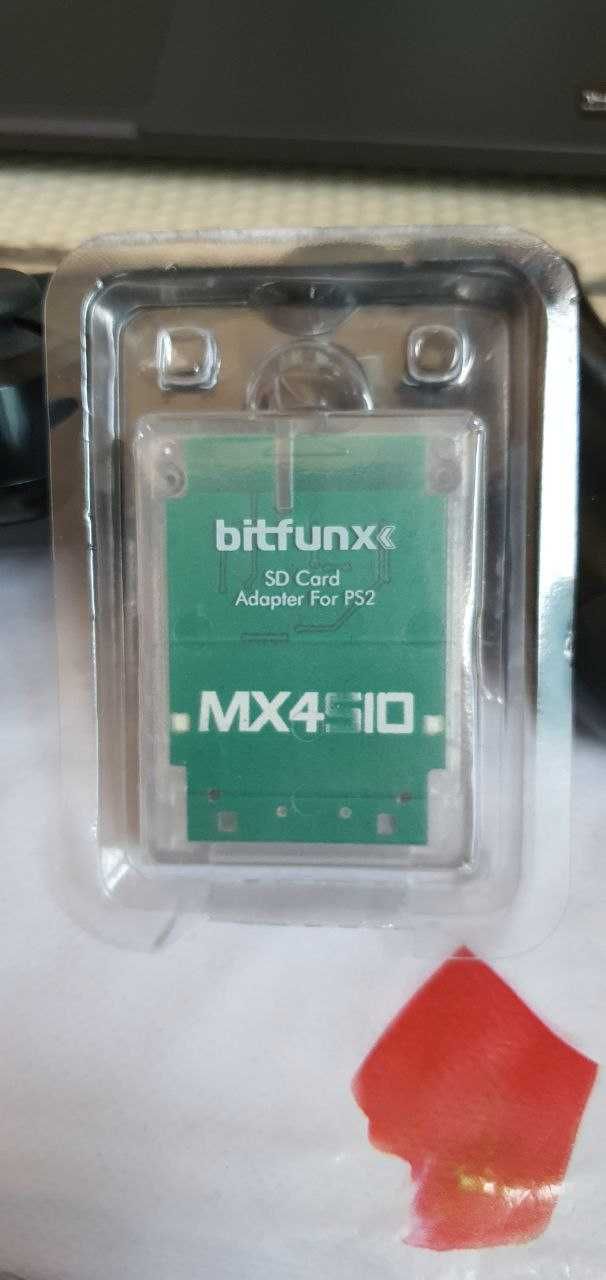 bitfunx
SD Card
Adapter For PS2
MX4SIO